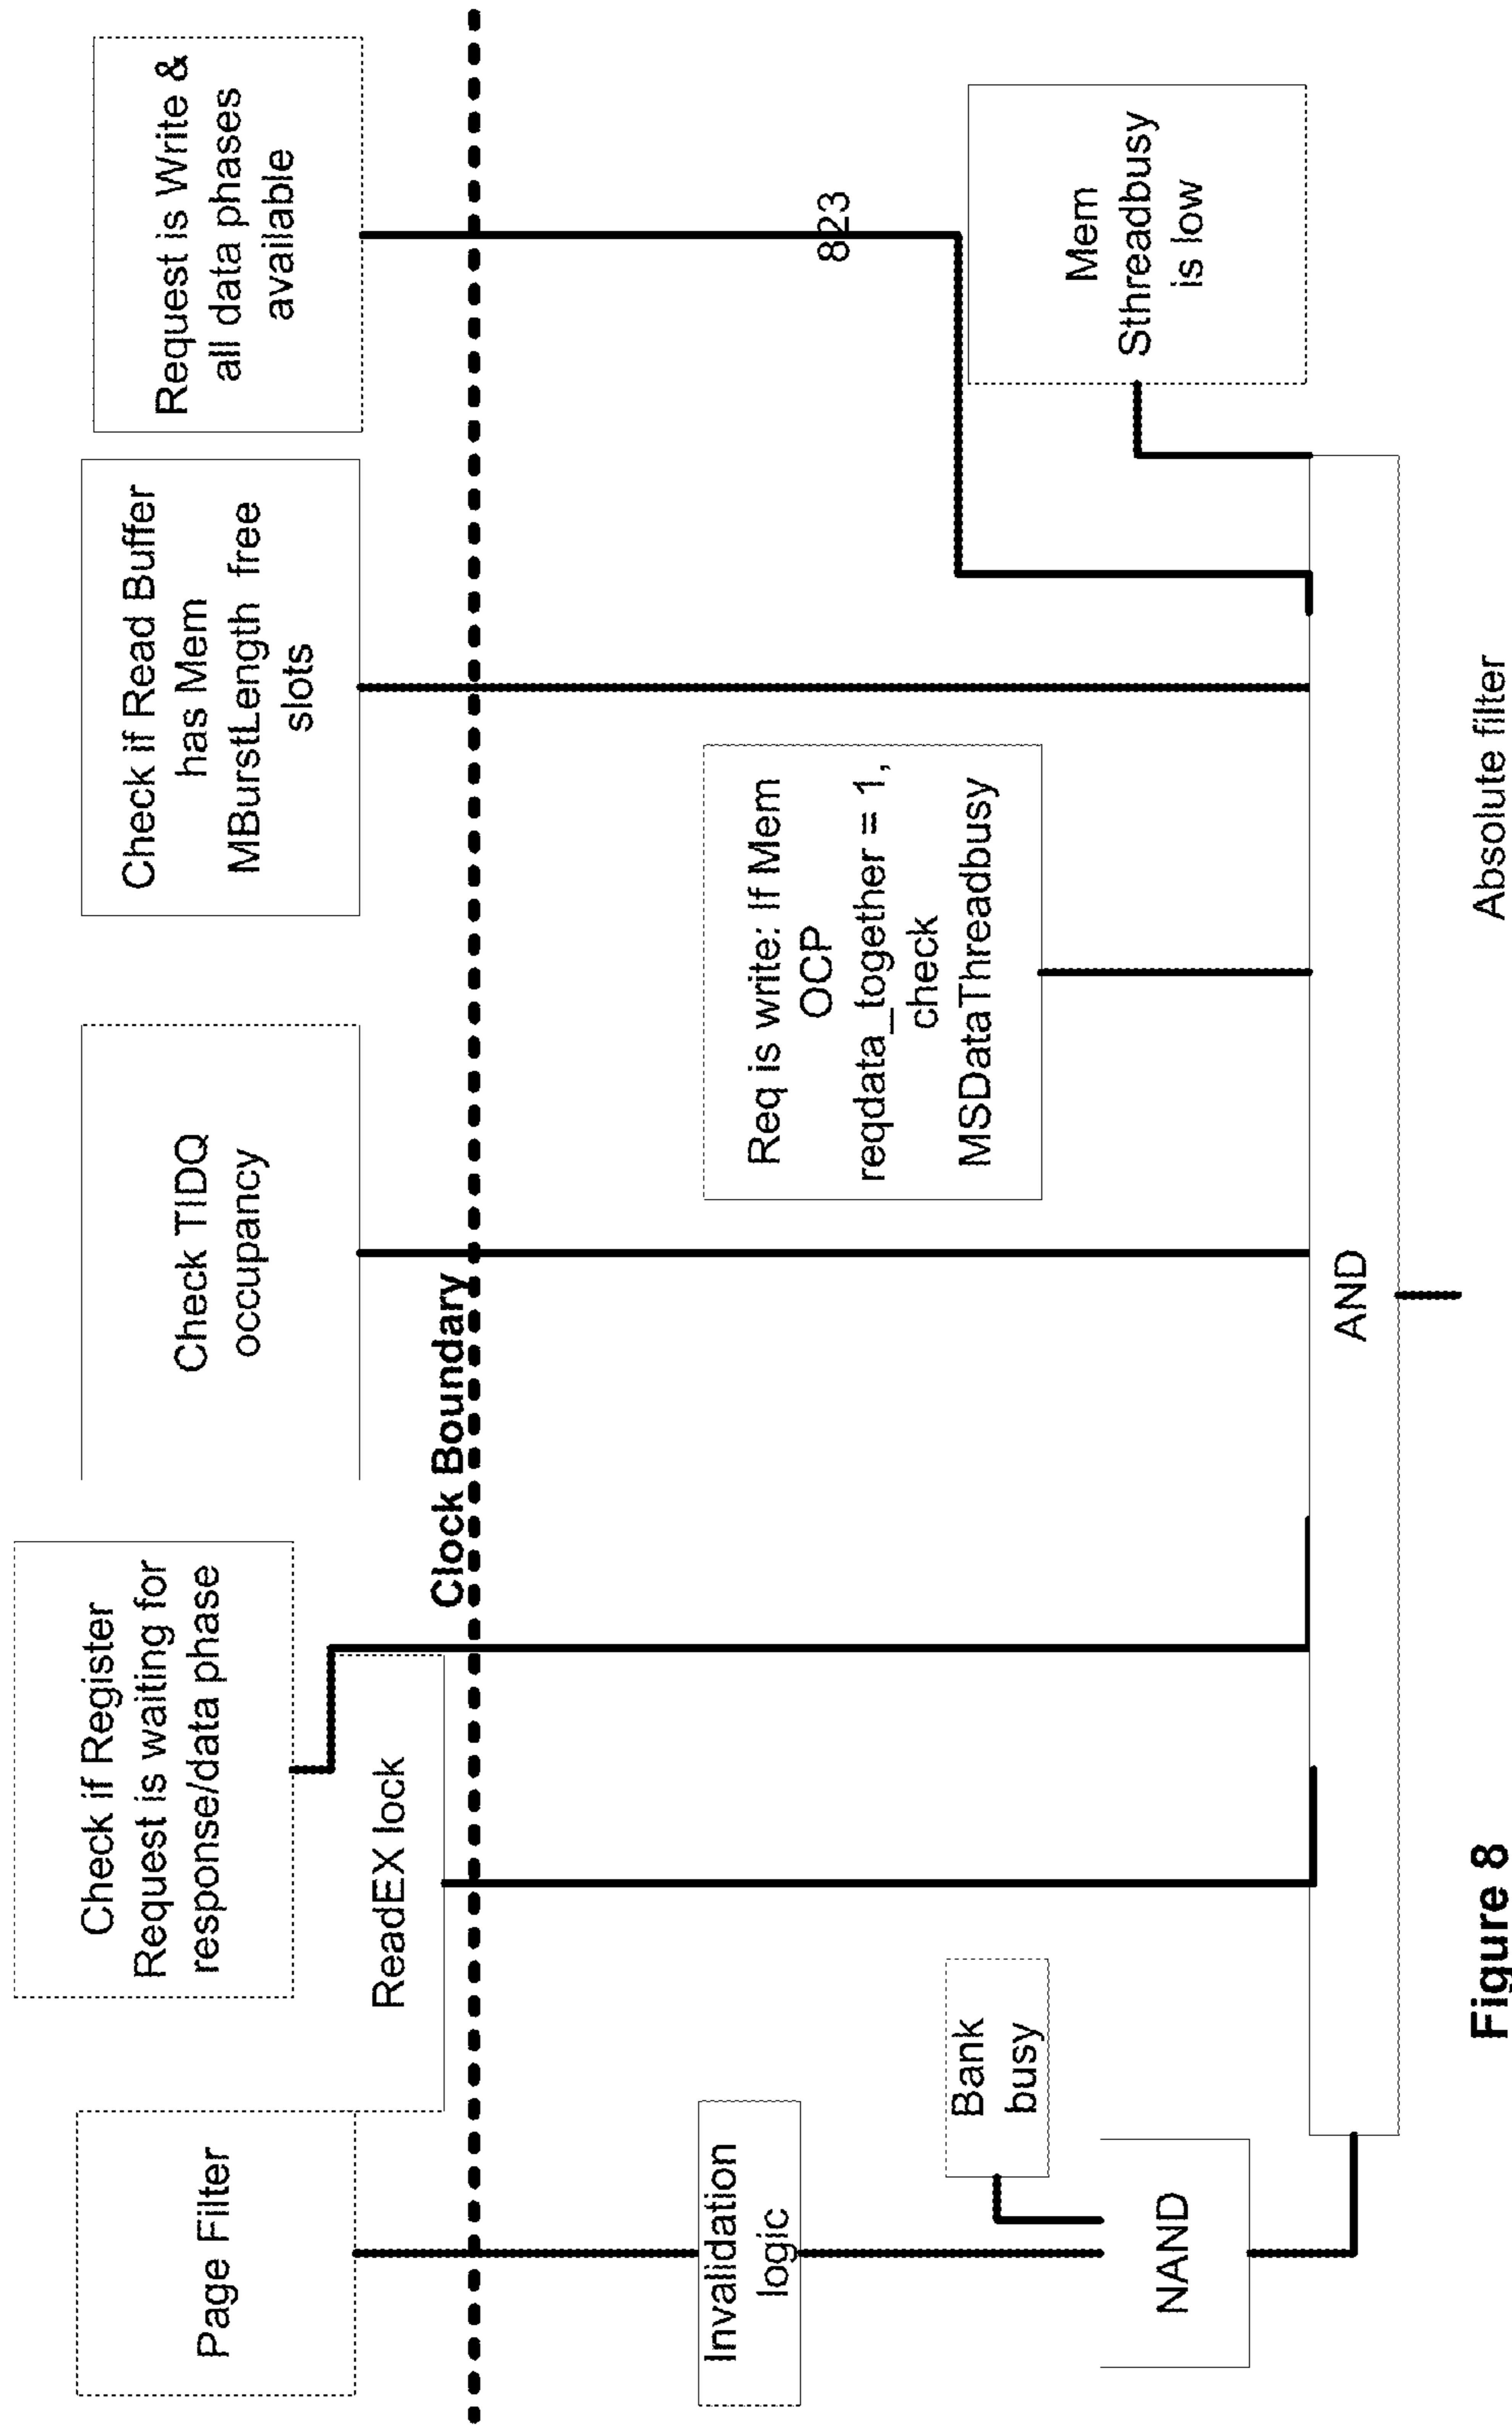 Page Filter
Check if Register
Request is waiting for
response/data phase
ReadEX lock
Check TIDQ
occupancy
Check if Read Buffer
has Mem
MBurstLength free
slots
Request is Write &
all data phases
available
Clock Boundary
823
Invalidation
logic
Bank
busy
Req is write: If Mem
OCP
reqdata_together = 1,
check
MSDataThreadbusy
Mem
Sthreadbusy
is low
NAND
AND
Absolute filter
Figure 8